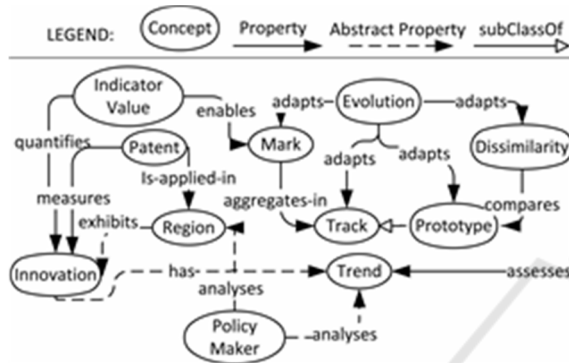 LEGEND: Concept Property Abstract Property subClassOf
Indicator Value
enables
adapts
Evolution
adapts
quantifies
Patent
Mark
Dissimilarity
adapts
adapts
Is-applied-in
measures
aggregates-in
compares
exhibits
Region
Track
Prototype
Innovation
has
Trend
assesses
analyses
Policy Maker
analyses